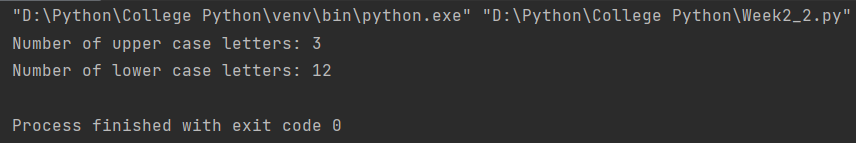 "D:\Python\College Python\venv\bin\python.exe" "D:\Python\College Python\Week2_2.py"
Number of upper case letters: 3
Number of lower case letters: 12
Process finished with exit code 0